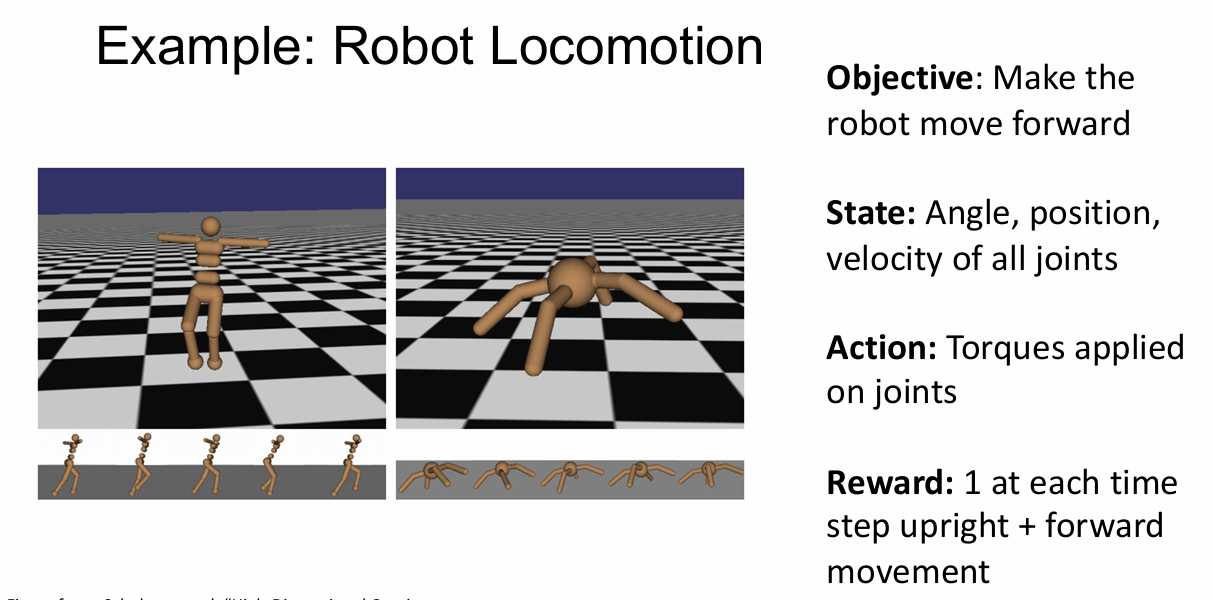 Example: Robot Locomotion
Objective: Make the
robot move forward
State: Angle, position,
velocity of all joints
Action: Torques applied
on joints
Reward: 1 at each time
step upright + forward
movement